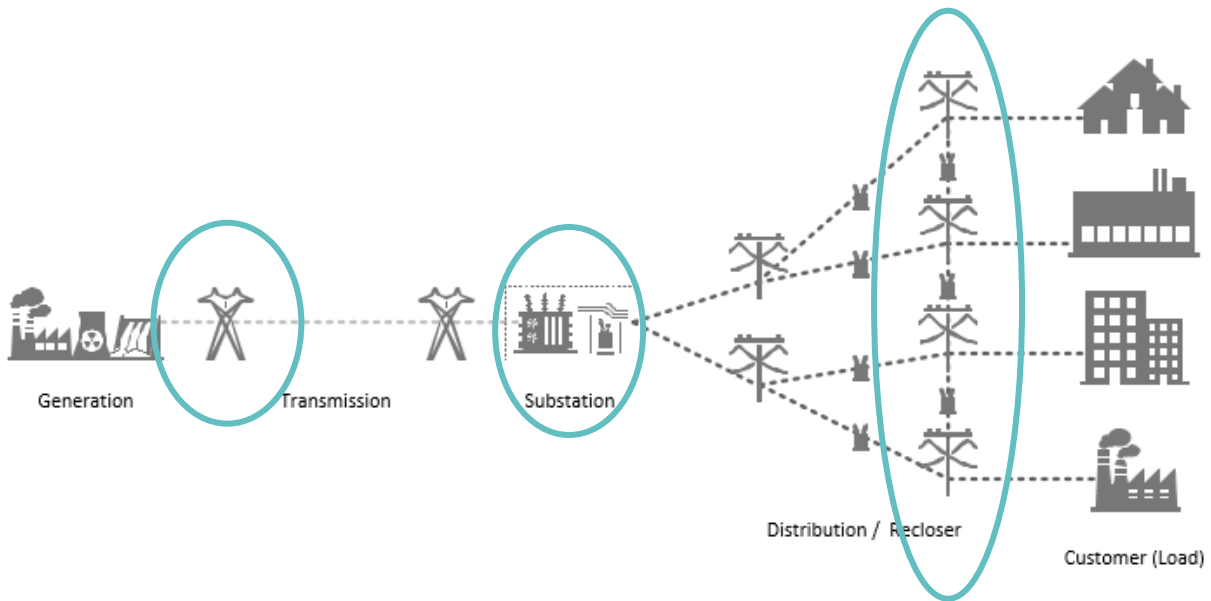 Generation
Transmission
Substation
Distribution / Recloser
Customer (Load)